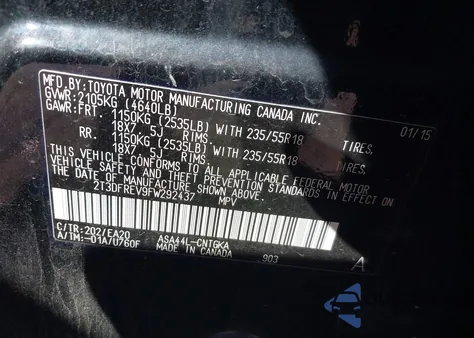 MFD.BY:TOYOTA MOTOR MANUFACTURING CANADA INC. 01/15
GVWR:2105KG (4640LB)
GAWR:FRT. 1150KG (2535LB) WITH 235/55R18 TIRES.
18X7. 5J RIMS
RR. 1150KG (2535LB) WITH 235/55R18 TIRES.
18X7. 5J RIMS.
THIS VEHICLE CONFORMS TO ALL APPLICABLE FEDERAL MOTOR
VEHICLE SAFETY AND THEFT PREVENTION STANDARDS IN EFFECT ON
THE DATE OF MANUFACTURE SHOWN ABOVE.
2T3DFREV9FW292437 MPV
C/TR:202/EA20 ASA44L-CNTGKA
A/TM:-01A/0760F MADE IN CANADA 903 A